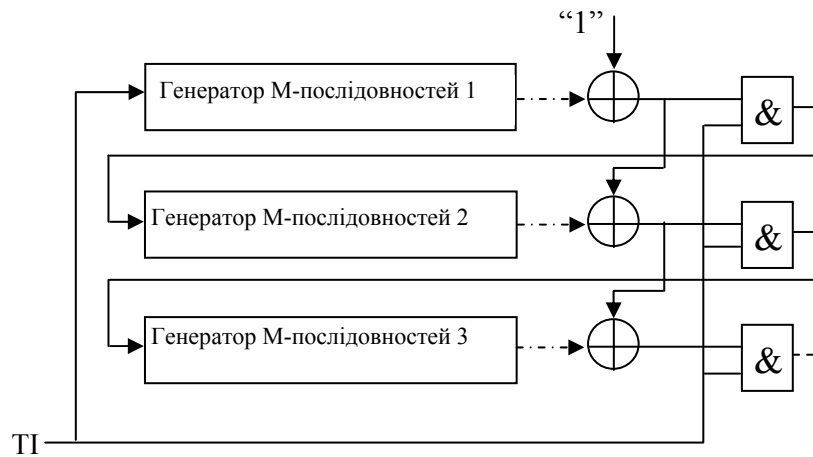 “1”
Генератор М-послідовностей 1
&
Генератор М-послідовностей 2
&
Генератор М-послідовностей 3
&
ТІ